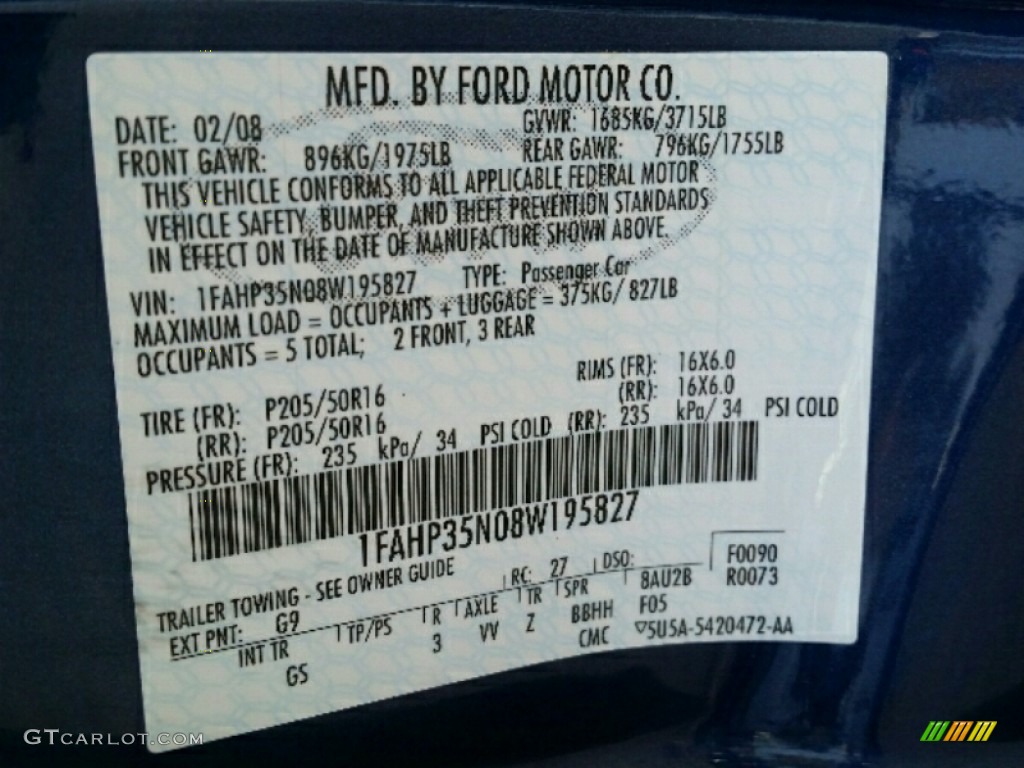 MFD. BY FORD MOTOR CO.
DATE: 02/08 GVWR: 1685KG/3715LB
FRONT GAWR: 896KG/1975LB REAR GAWR: 796KG/1755LB
THIS VEHICLE CONFORMS TO ALL APPLICABLE FEDERAL MOTOR
VEHICLE SAFETY, BUMPER, AND THEFT PREVENTION STANDARDS
IN EFFECT ON THE DATE OF MANUFACTURE SHOWN ABOVE.
VIN: 1FAHP35N08W195827 TYPE: Passenger Car
MAXIMUM LOAD = OCCUPANTS + LUGGAGE = 375KG/ 827LB
OCCUPANTS = 5 TOTAL; 2 FRONT, 3 REAR
RIMS (FR): 16X6.0
TIRE (FR): P205/50R16 (RR): 16X6.0
(RR): P205/50R16
PRESSURE (FR): 235 kPa/ 34 PSI COLD (RR): 235 kPa/ 34 PSI COLD
1FAHP35N08W195827
TRAILER TOWING - SEE OWNER GUIDE RC: 27 DSO: F0090
EXT PNT: G9 8AU2B R0073
INT TR TP/PS R AXLE TR SPR F05
GS 3 VV Z BBHH
CMC ▽5U5A-5420472-AA
GTCARLOT.COM